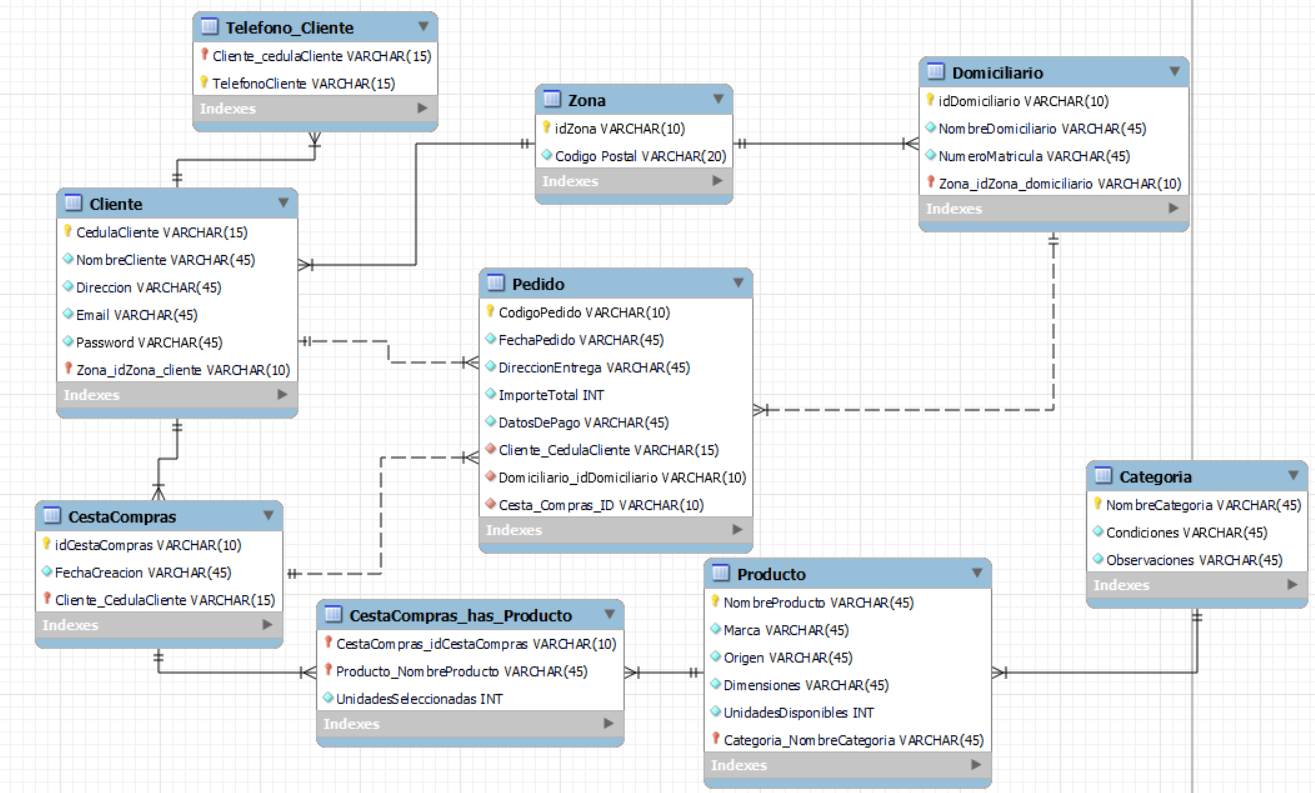 Telefono_Cliente
Cliente_cedulaCliente VARCHAR(15)
TelefonoCliente VARCHAR(15)
Indexes
Zona
idZona VARCHAR(10)
Codigo Postal VARCHAR(20)
Indexes
Domiciliario
idDomiciliario VARCHAR(10)
NombreDomiciliario VARCHAR(45)
NumeroMatricula VARCHAR(45)
Zona_idZona_domiciliario VARCHAR(10)
Indexes
Cliente
CedulaCliente VARCHAR(15)
NombreCliente VARCHAR(45)
Direccion VARCHAR(45)
Email VARCHAR(45)
Password VARCHAR(45)
Zona_idZona_cliente VARCHAR(10)
Indexes
Pedido
CodigoPedido VARCHAR(10)
FechaPedido VARCHAR(45)
DireccionEntrega VARCHAR(45)
ImporteTotal INT
DatosDePago VARCHAR(45)
Cliente_CedulaCliente VARCHAR(15)
Domiciliario_idDomiciliario VARCHAR(10)
Cesta_Compras_ID VARCHAR(10)
Indexes
CestaCompras
idCestaCompras VARCHAR(10)
FechaCreacion VARCHAR(45)
Cliente_CedulaCliente VARCHAR(15)
Indexes
CestaCompras_has_Producto
CestaCompras_idCestaCompras VARCHAR(10)
Producto_NombreProducto VARCHAR(45)
UnidadesSeleccionadas INT
Indexes
Producto
NombreProducto VARCHAR(45)
Marca VARCHAR(45)
Origen VARCHAR(45)
Dimensiones VARCHAR(45)
UnidadesDisponibles INT
Categoria_NombreCategoria VARCHAR(45)
Indexes
Categoria
NombreCategoria VARCHAR(45)
Condiciones VARCHAR(45)
Observaciones VARCHAR(45)
Indexes